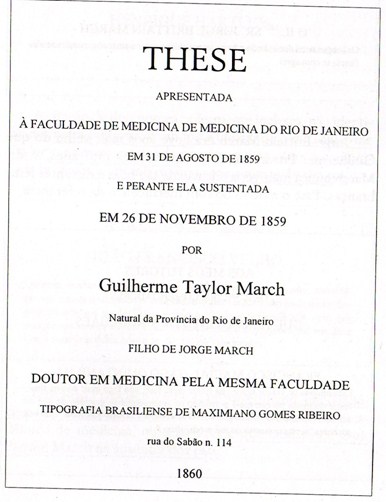 THESE
APRESENTADA
À FACULDADE DE MEDICINA DE MEDICINA DO RIO DE JANEIRO
EM 31 DE AGOSTO DE 1859
E PERANTE ELA SUSTENTADA
EM 26 DE NOVEMBRO DE 1859
POR
Guilherme Taylor March
Natural da Província do Rio de Janeiro
FILHO DE JORGE MARCH
DOUTOR EM MEDICINA PELA MESMA FACULDADE
TIPOGRAFIA BRASILIENSE DE MAXIMIANO GOMES RIBEIRO
rua do Sabão n. 114
1860